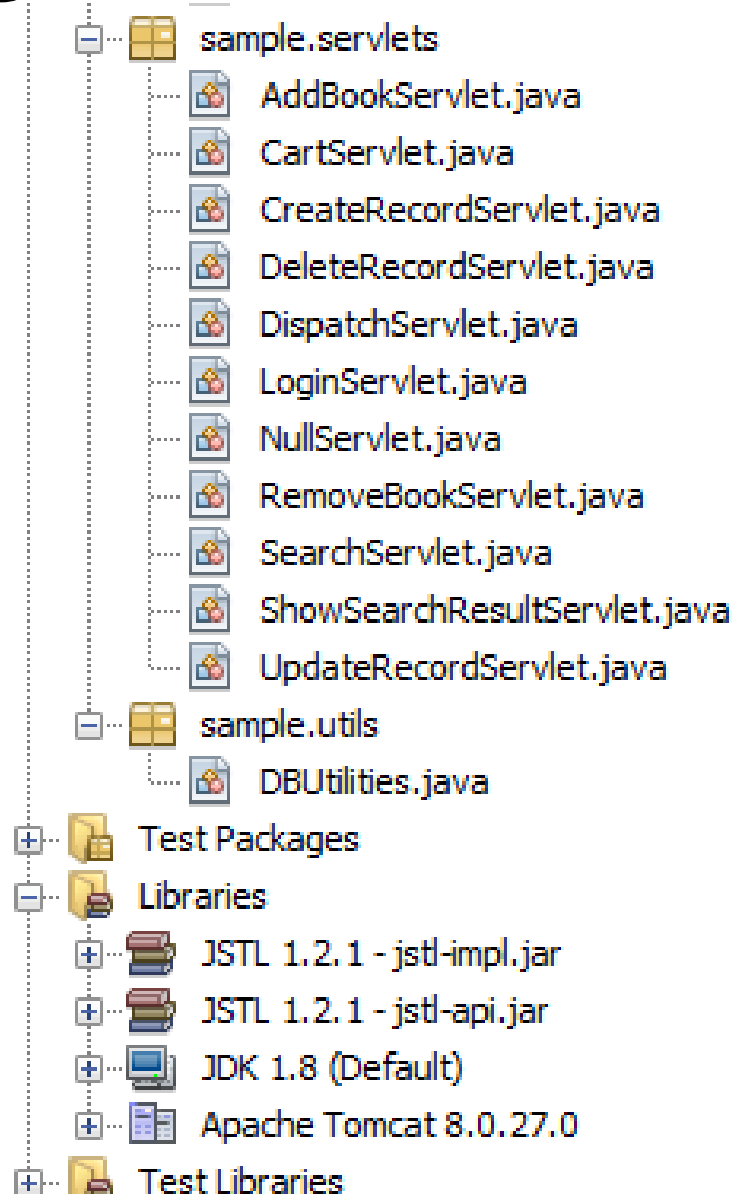 sample.servlets
AddBookServlet.java
CartServlet.java
CreateRecordServlet.java
DeleteRecordServlet.java
DispatchServlet.java
LoginServlet.java
NullServlet.java
RemoveBookServlet.java
SearchServlet.java
ShowSearchResultServlet.java
UpdateRecordServlet.java
sample.utils
DBUtilities.java
Test Packages
Libraries
JSTL 1.2.1 - jstl-impl.jar
JSTL 1.2.1 - jstl-api.jar
JDK 1.8 (Default)
Apache Tomcat 8.0.27.0
Test Libraries